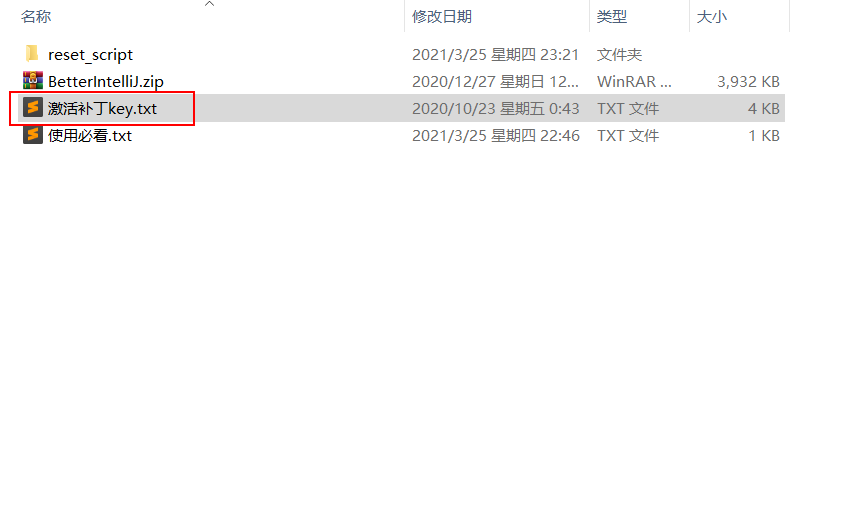 名称 修改日期 类型 大小
reset_script 2021/3/25 星期四 23:21 文件夹
BetterIntelliJ.zip 2020/12/27 星期日 12... WinRAR ... 3,932 KB
激活补丁key.txt 2020/10/23 星期五 0:43 TXT 文件 4 KB
使用必看.txt 2021/3/25 星期四 22:46 TXT 文件 1 KB